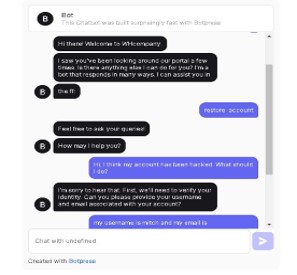 B
Bot
This Chatbot was built surprisingly fast with Botpress
Hi there! Welcome to WHcompany
I saw you've been looking around our portal a few
times. Is there anything else I can do for you? I'm a
bot that responds in many ways. I can assist you in
B
the ff:
restore account
Feel free to ask your queries!
B
How may I help you?
Hi, I think my account has been hacked. What should
I do?
I'm sorry to hear that. First, we'll need to verify your
identity. Can you please provide your username
and email associated with your account?
B
my username is mitch and my email is
Chat with undefined
Created with Botpress